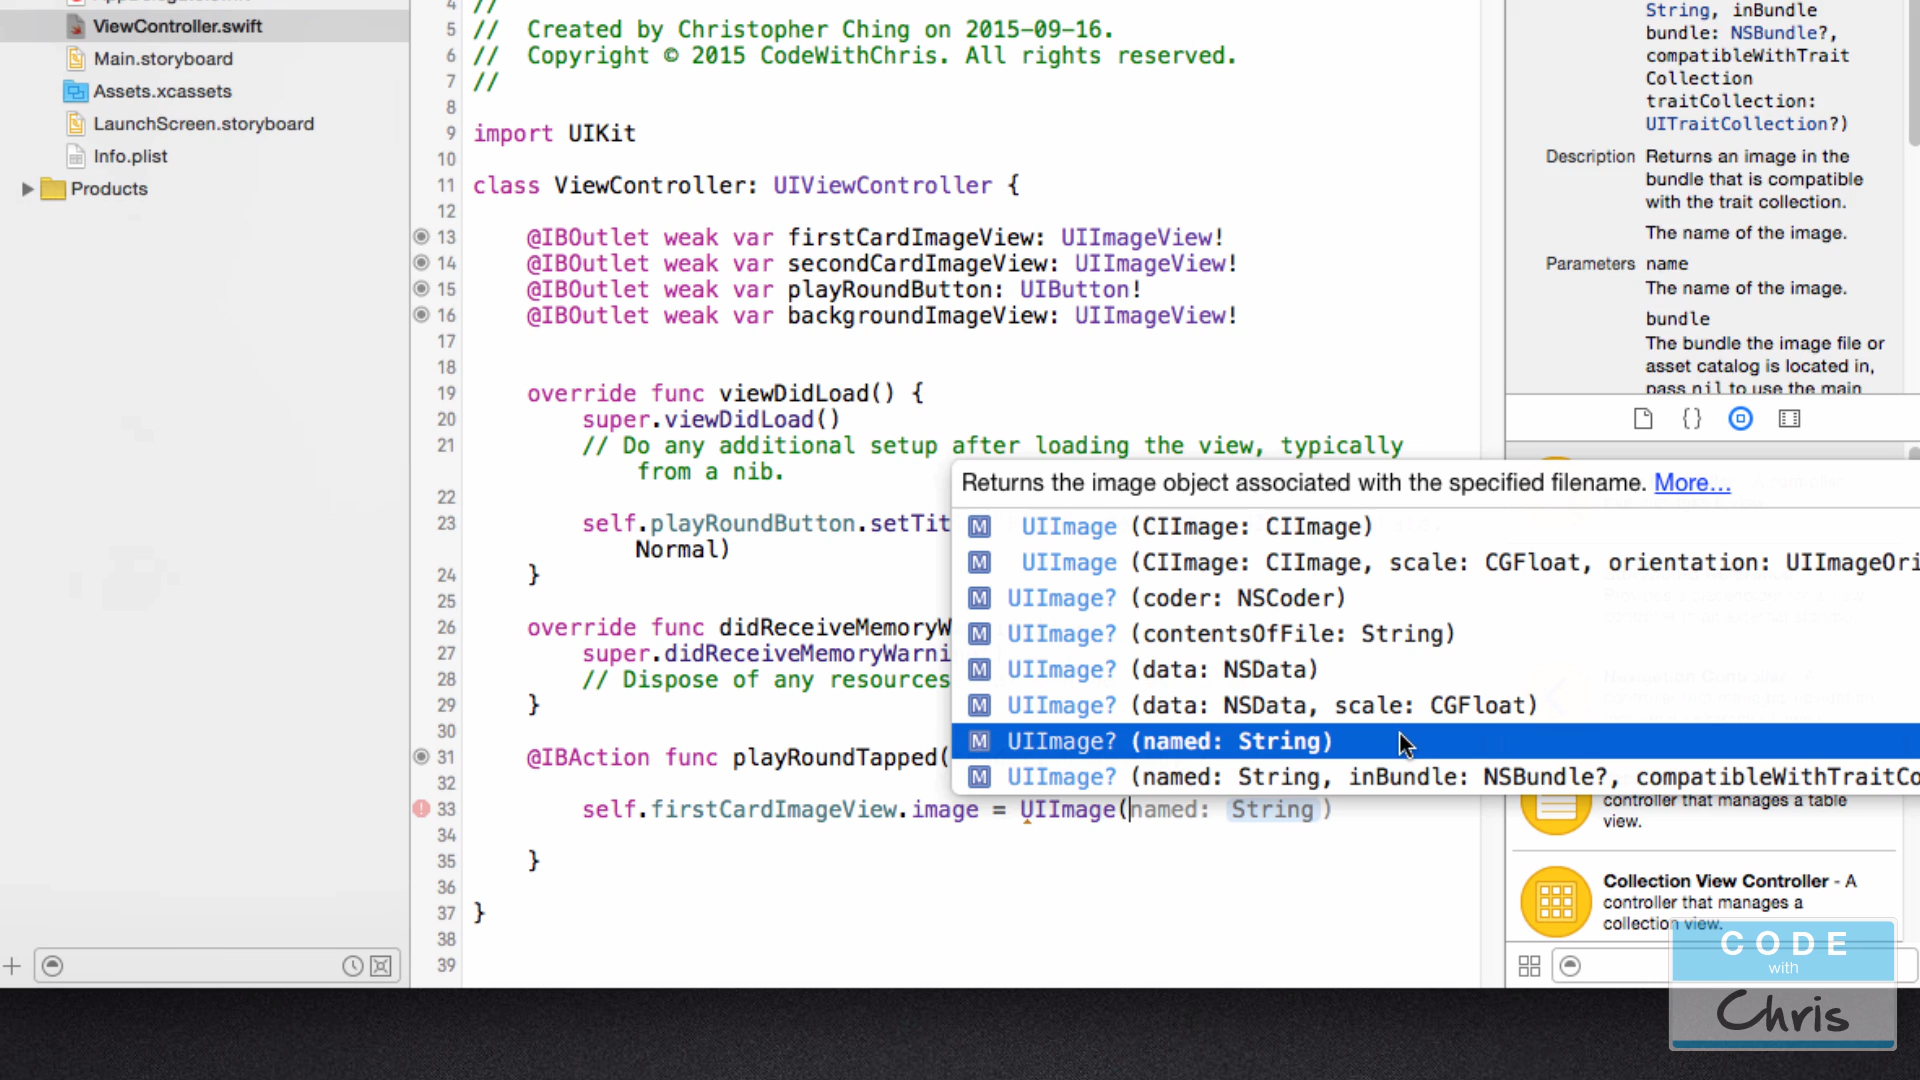 ViewController.swift
Main.storyboard
Assets.xcassets
LaunchScreen.storyboard
Info.plist
Products
4 //
5 // Created by Christopher Ching on 2015-09-16.
6 // Copyright © 2015 CodeWithChris. All rights reserved.
7 //
8
9 import UIKit
10
11 class ViewController: UIViewController {
12
13 @IBOutlet weak var firstCardImageView: UIImageView!
14 @IBOutlet weak var secondCardImageView: UIImageView!
15 @IBOutlet weak var playRoundButton: UIButton!
16 @IBOutlet weak var backgroundImageView: UIImageView!
17
18
19 override func viewDidLoad() {
20 super.viewDidLoad()
21 // Do any additional setup after loading the view, typically
from a nib.
22
23 self.playRoundButton.setTit
Normal)
24 }
25
26 override func didReceiveMemoryW
27 super.didReceiveMemoryWarni
28 // Dispose of any resources
29 }
30
31 @IBAction func playRoundTapped(
32
33 self.firstCardImageView.image = UIImage(named: String)
34
35 }
36
37 }
38
39
Returns the image object associated with the specified filename. More...
M UIImage (CIImage: CIImage)
M UIImage (CIImage: CIImage, scale: CGFloat, orientation: UIImageOri
M UIImage? (coder: NSCoder)
M UIImage? (contentsOfFile: String)
M UIImage? (data: NSData)
M UIImage? (data: NSData, scale: CGFloat)
M UIImage? (named: String)
M UIImage? (named: String, inBundle: NSBundle?, compatibleWithTraitCo
String, inBundle
bundle: NSBundle?,
compatibleWithTrait
Collection
traitCollection:
UITraitCollection?)
Description Returns an image in the
bundle that is compatible
with the trait collection.
The name of the image.
Parameters name
The name of the image.
bundle
The bundle the image file or
asset catalog is located in,
pass nil to use the main
controller that manages a table
view.
Collection View Controller - A
controller that manages a
collection view.
CODE
with
Chris